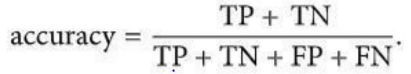 accuracy = (TP + TN) / (TP + TN + FP + FN).